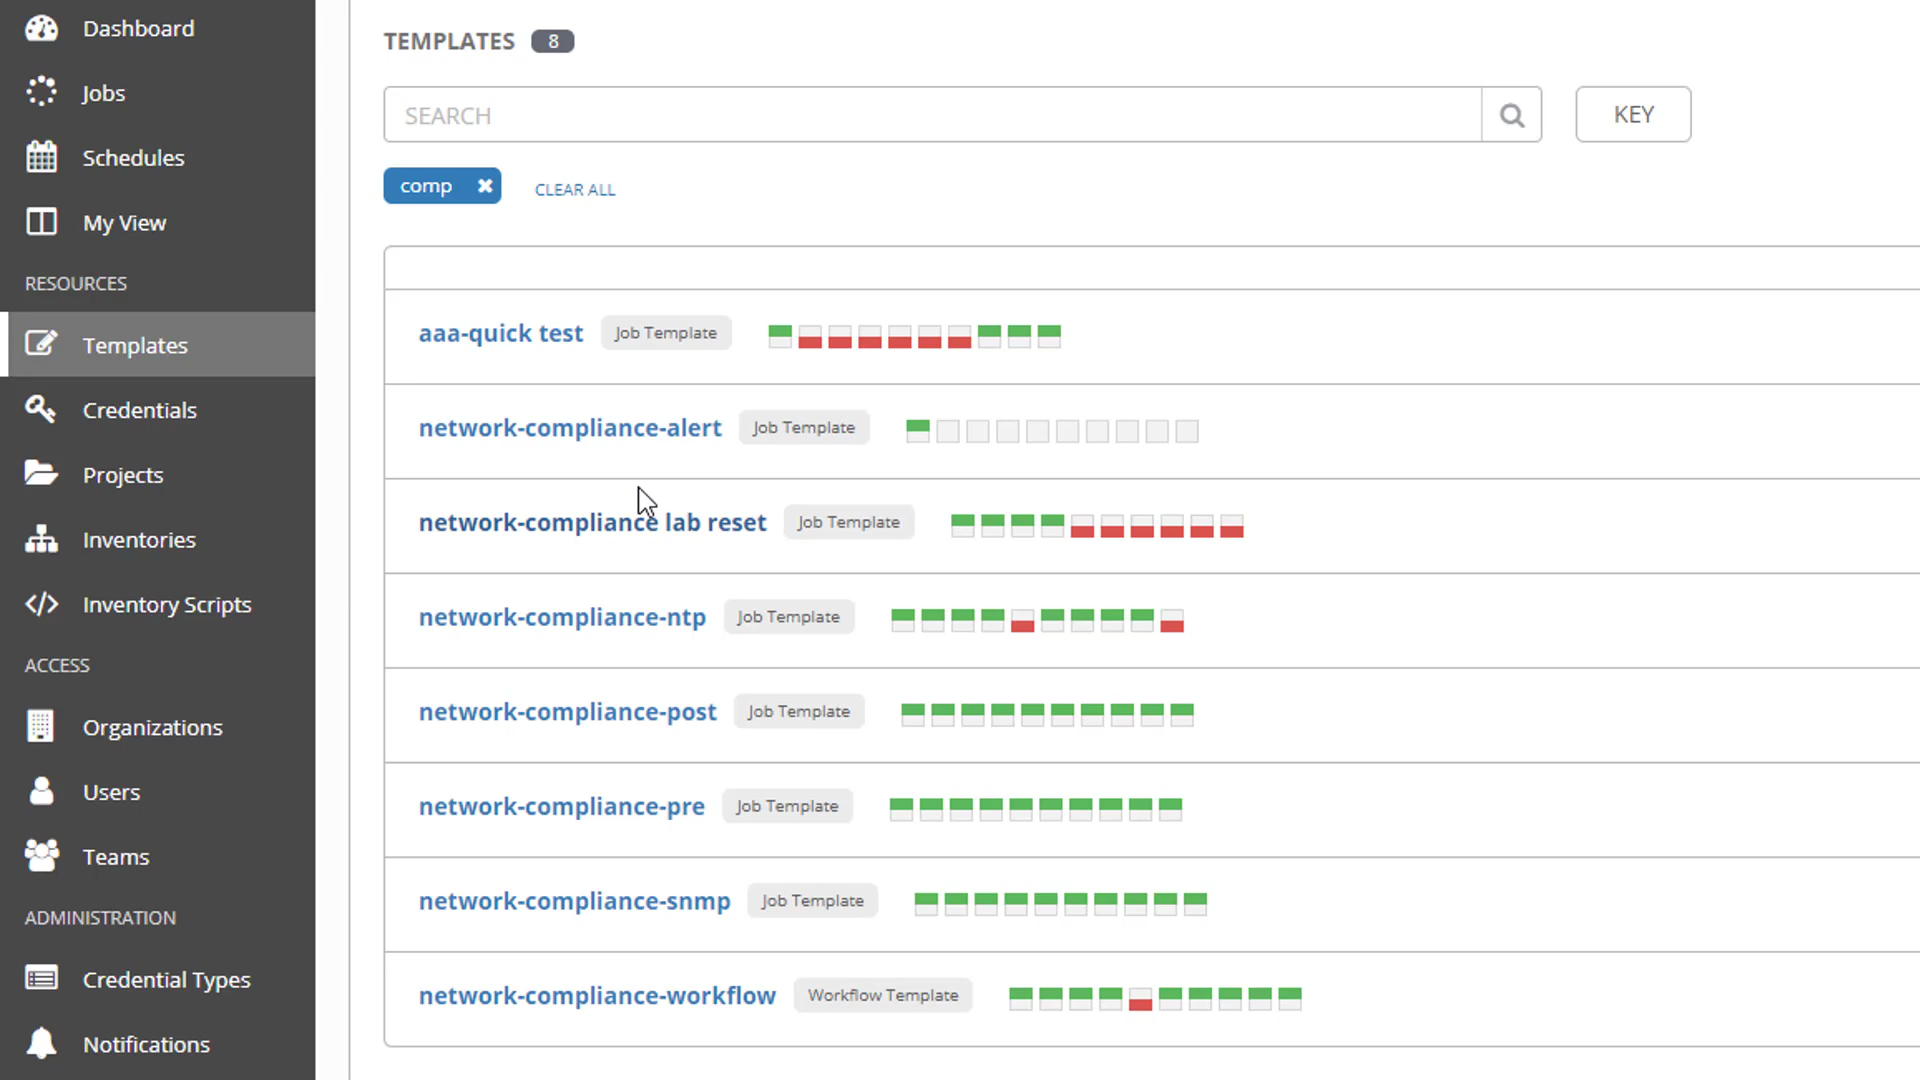 Dashboard
Jobs
Schedules
My View
RESOURCES
Templates
Credentials
Projects
Inventories
Inventory Scripts
ACCESS
Organizations
Users
Teams
ADMINISTRATION
Credential Types
Notifications
TEMPLATES 8
SEARCH
KEY
comp
CLEAR ALL
aaa-quick test Job Template
network-compliance-alert Job Template
network-compliance lab reset Job Template
network-compliance-ntp Job Template
network-compliance-post Job Template
network-compliance-pre Job Template
network-compliance-snmp Job Template
network-compliance-workflow Workflow Template